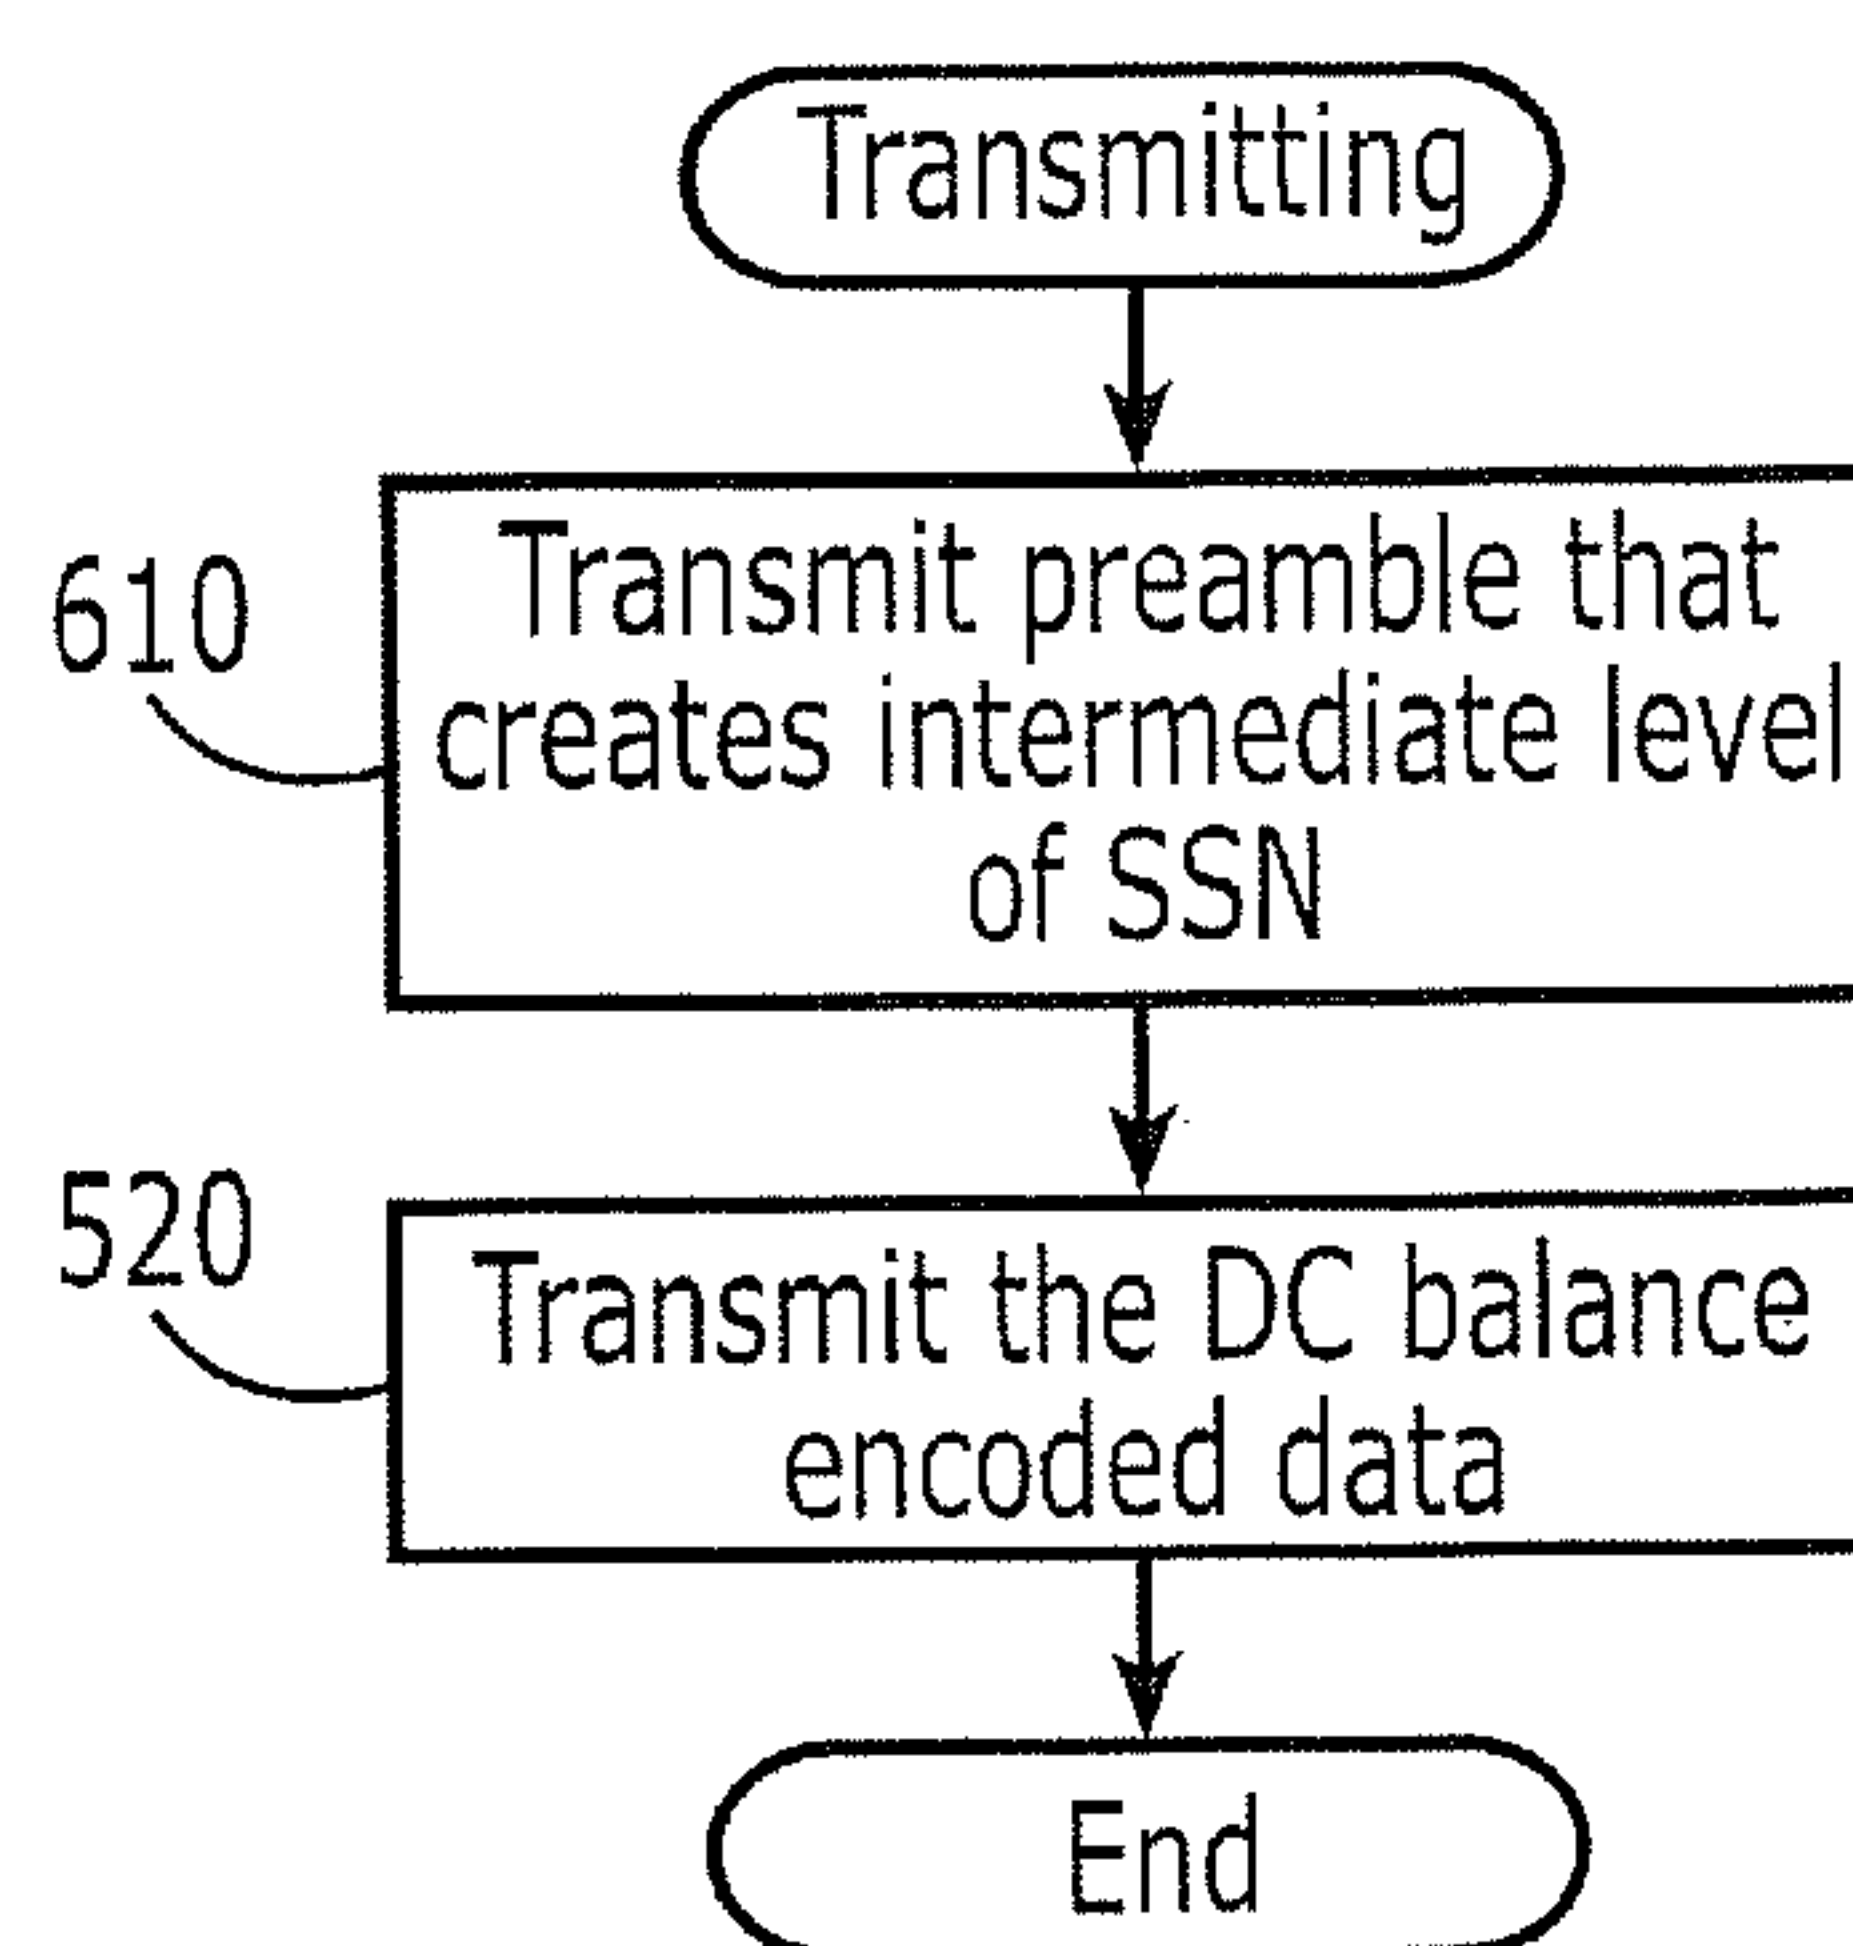 Transmitting
610
Transmit preamble that
creates intermediate level
of SSN
520
Transmit the DC balance
encoded data
End